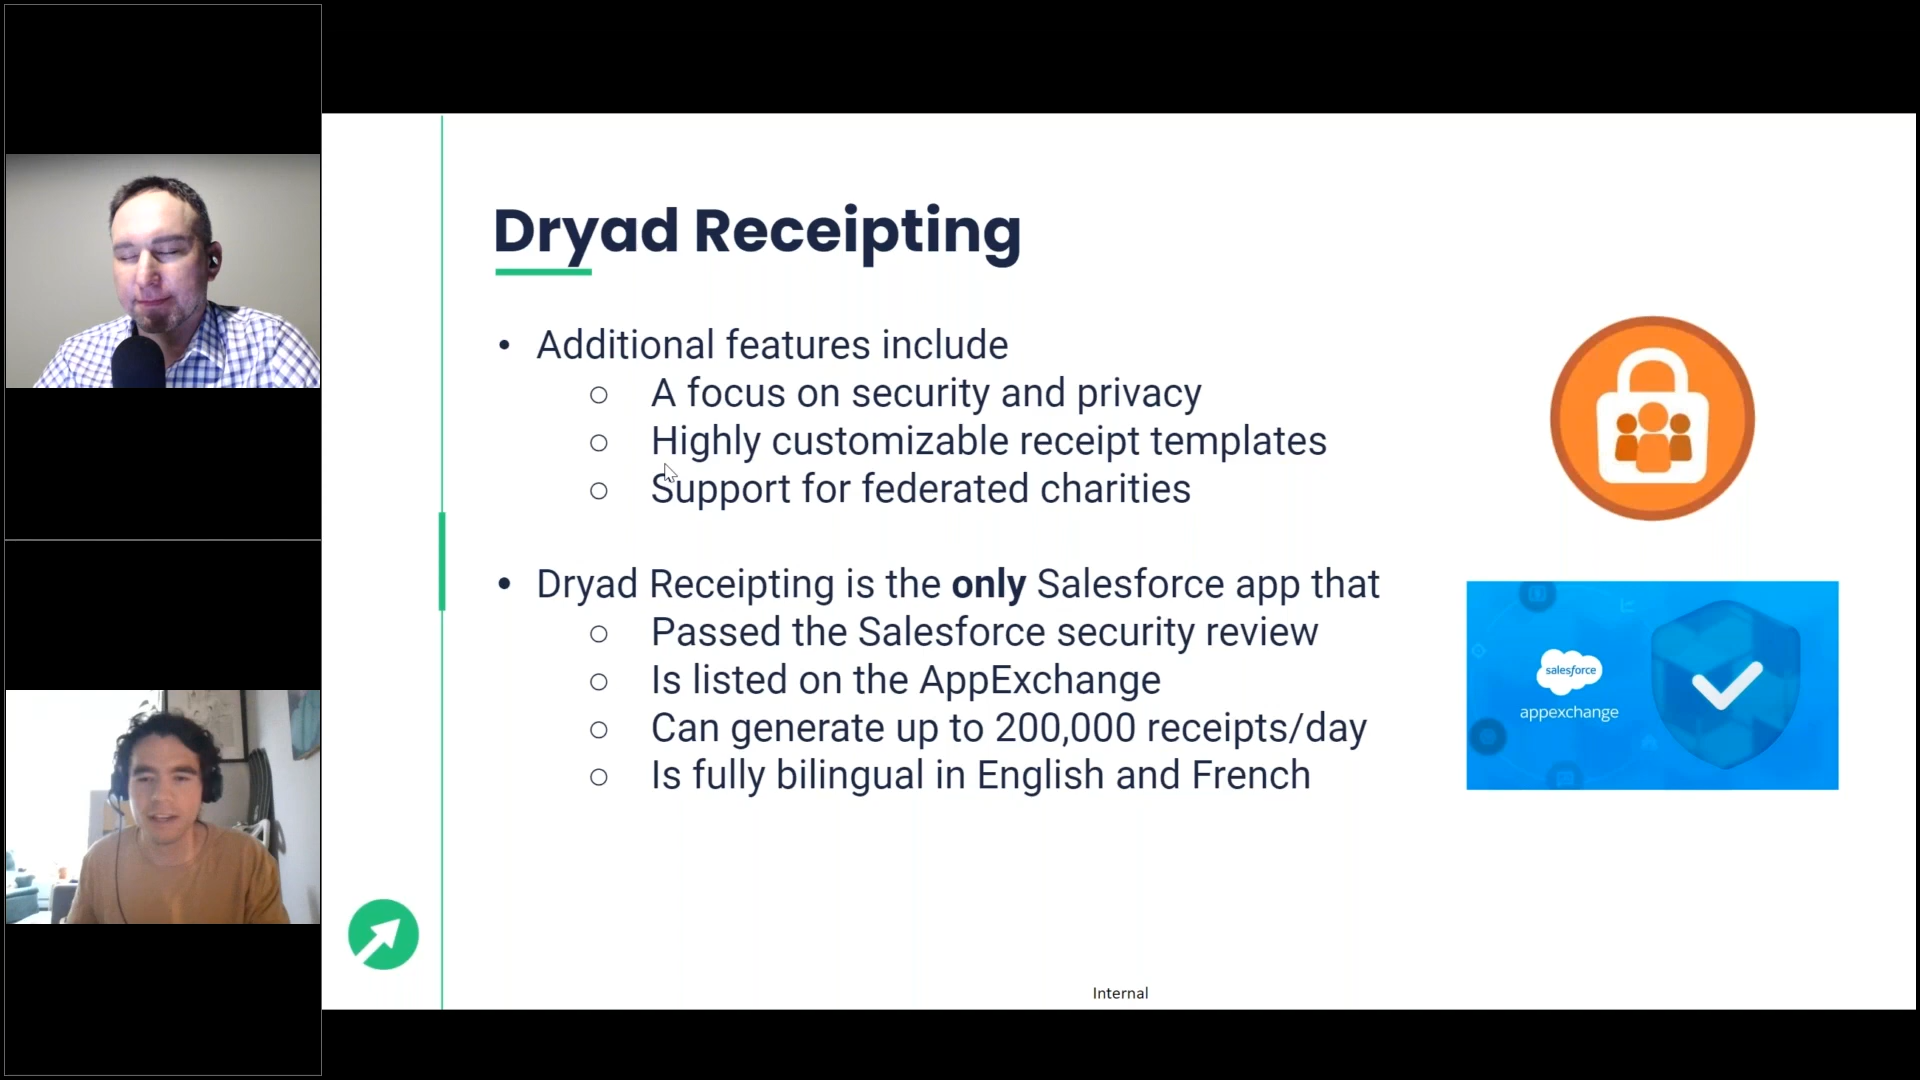 Dryad Receipting
• Additional features include
○ A focus on security and privacy
○ Highly customizable receipt templates
○ Support for federated charities
• Dryad Receipting is the only Salesforce app that
○ Passed the Salesforce security review
○ Is listed on the AppExchange
○ Can generate up to 200,000 receipts/day
○ Is fully bilingual in English and French
salesforce
appexchange
Internal